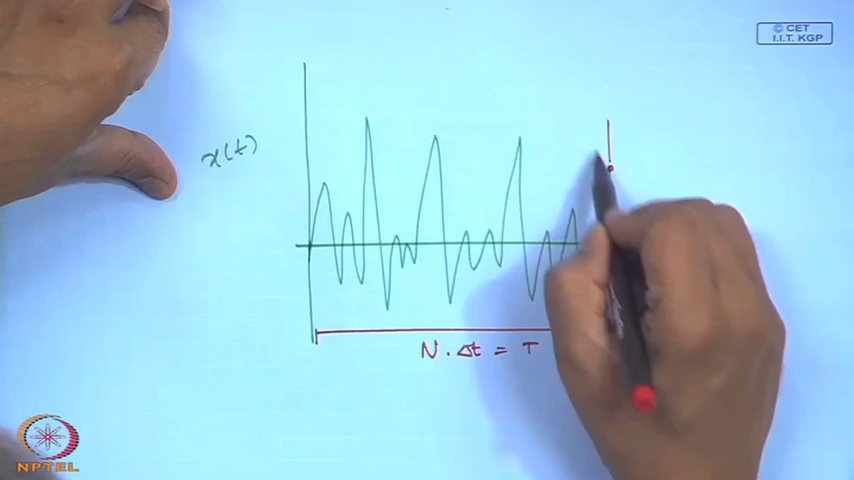 © CET
I.I.T. KGP
x(t)
N · Δt = T
NPTEL